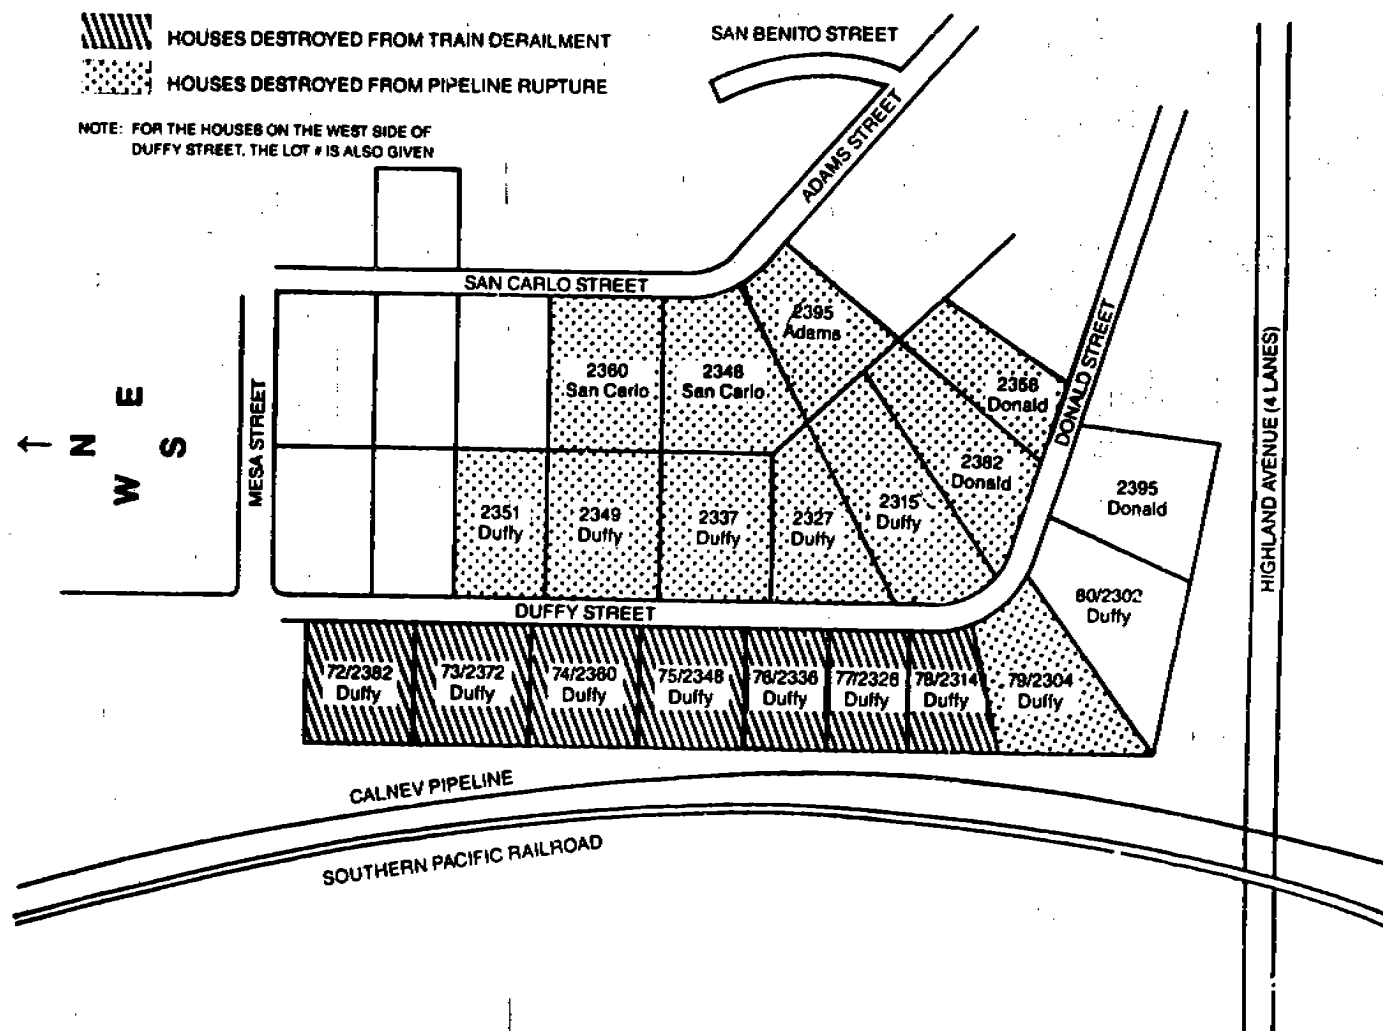 HOUSES DESTROYED FROM TRAIN DERAILMENT
HOUSES DESTROYED FROM PIPELINE RUPTURE
NOTE: FOR THE HOUSES ON THE WEST SIDE OF
DUFFY STREET, THE LOT # IS ALSO GIVEN
SAN BENITO STREET
ADAMS STREET
SAN CARLO STREET
2395
Adams
2360
San Carlo
2348
San Carlo
2368
Donald
DONALD STREET
HIGHLAND AVENUE (4 LANES)
← N
E
S
W
MESA STREET
2382
Donald
2395
Donald
2351
Duffy
2349
Duffy
2337
Duffy
2327
Duffy
2315
Duffy
80/2302
Duffy
DUFFY STREET
72/2382
Duffy
73/2372
Duffy
74/2360
Duffy
75/2348
Duffy
76/2336
Duffy
77/2326
Duffy
78/2314
Duffy
79/2304
Duffy
CALNEV PIPELINE
SOUTHERN PACIFIC RAILROAD